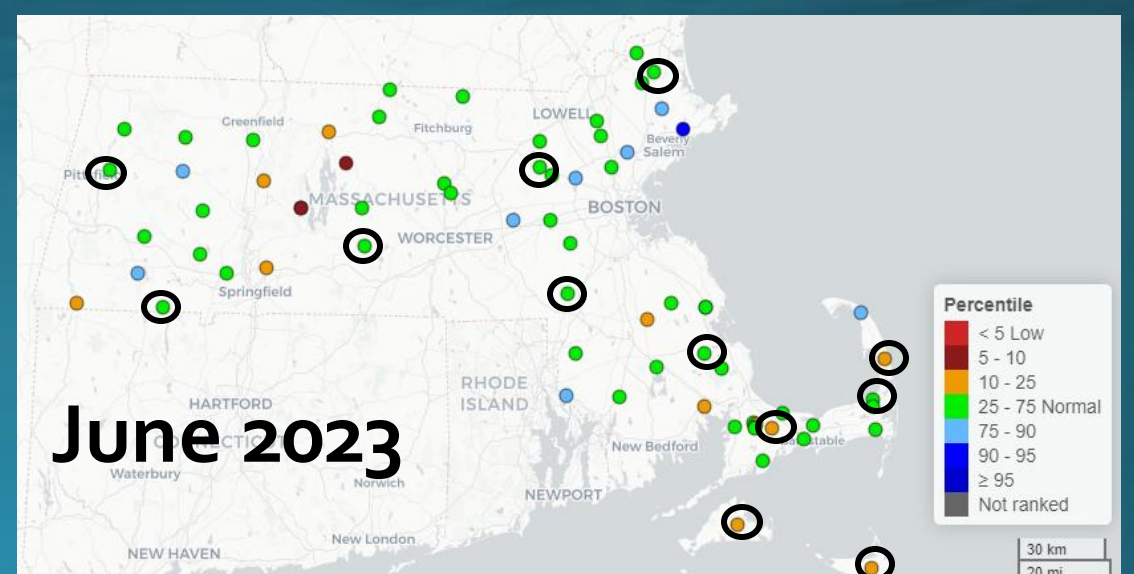 LOWELL
Greenfield
Fitchburg
Beverly
Salem
MASSACHUSETTS
BOSTON
WORCESTER
Springfield
Percentile
< 5 Low
5 - 10
10 - 25
25 - 75 Normal
75 - 90
90 - 95
≥ 95
Not ranked
RHODE
ISLAND
HARTFORD
June 2023
New Bedford
Waterbury
Norwich
NEWPORT
New London
NEW HAVEN
30 km
20 mi